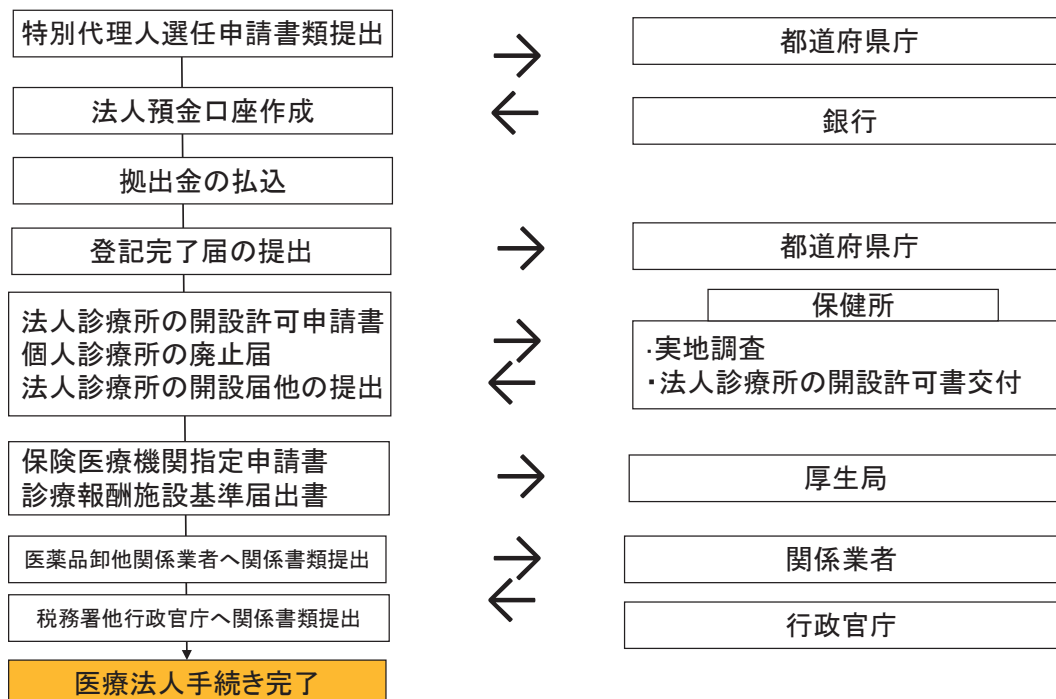 特別代理人選任申請書類提出
都道府県庁
法人預金口座作成
銀行
拠出金の払込
登記完了届の提出
都道府県庁
法人診療所の開設許可申請書
個人診療所の廃止届
法人診療所の開設届他の提出
保健所
・実地調査
・法人診療所の開設許可書交付
保険医療機関指定申請書
診療報酬施設基準届出書
厚生局
医薬品卸他関係業者へ関係書類提出
関係業者
税務署他行政官庁へ関係書類提出
行政官庁
医療法人手続き完了